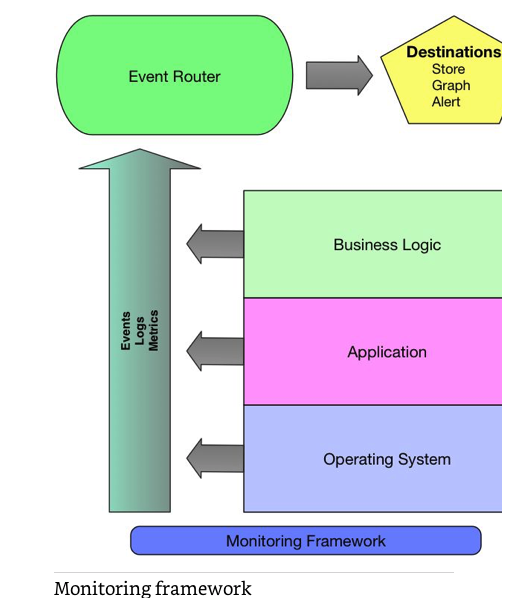 Event Router
Destinations
Store
Graph
Alert
Business Logic
Events
Logs
Metrics
Application
Operating System
Monitoring Framework
Monitoring framework